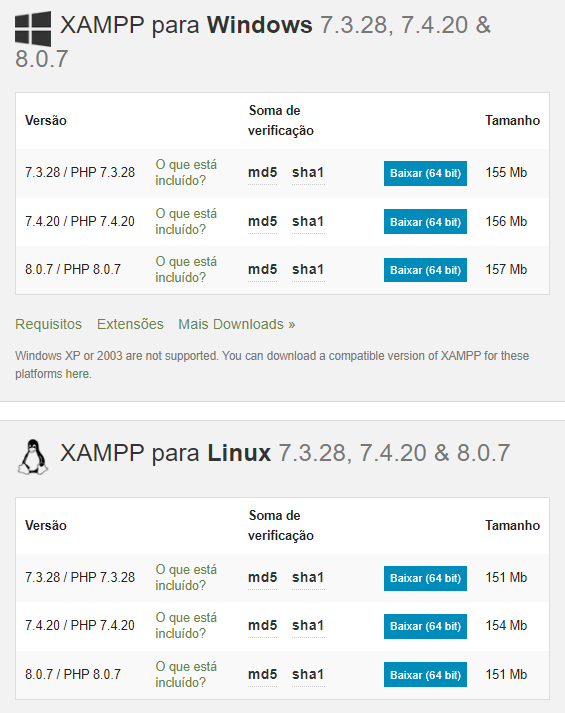 XAMPP para Windows 7.3.28, 7.4.20 &
8.0.7
Versão Soma de verificação Tamanho
7.3.28 / PHP 7.3.28 O que está incluído? md5 sha1 Baixar (64 bit) 155 Mb
7.4.20 / PHP 7.4.20 O que está incluído? md5 sha1 Baixar (64 bit) 156 Mb
8.0.7 / PHP 8.0.7 O que está incluído? md5 sha1 Baixar (64 bit) 157 Mb
Requisitos Extensões Mais Downloads »
Windows XP or 2003 are not supported. You can download a compatible version of XAMPP for these
platforms here.
XAMPP para Linux 7.3.28, 7.4.20 & 8.0.7
Versão Soma de verificação Tamanho
7.3.28 / PHP 7.3.28 O que está incluído? md5 sha1 Baixar (64 bit) 151 Mb
7.4.20 / PHP 7.4.20 O que está incluído? md5 sha1 Baixar (64 bit) 154 Mb
8.0.7 / PHP 8.0.7 O que está incluído? md5 sha1 Baixar (64 bit) 151 Mb